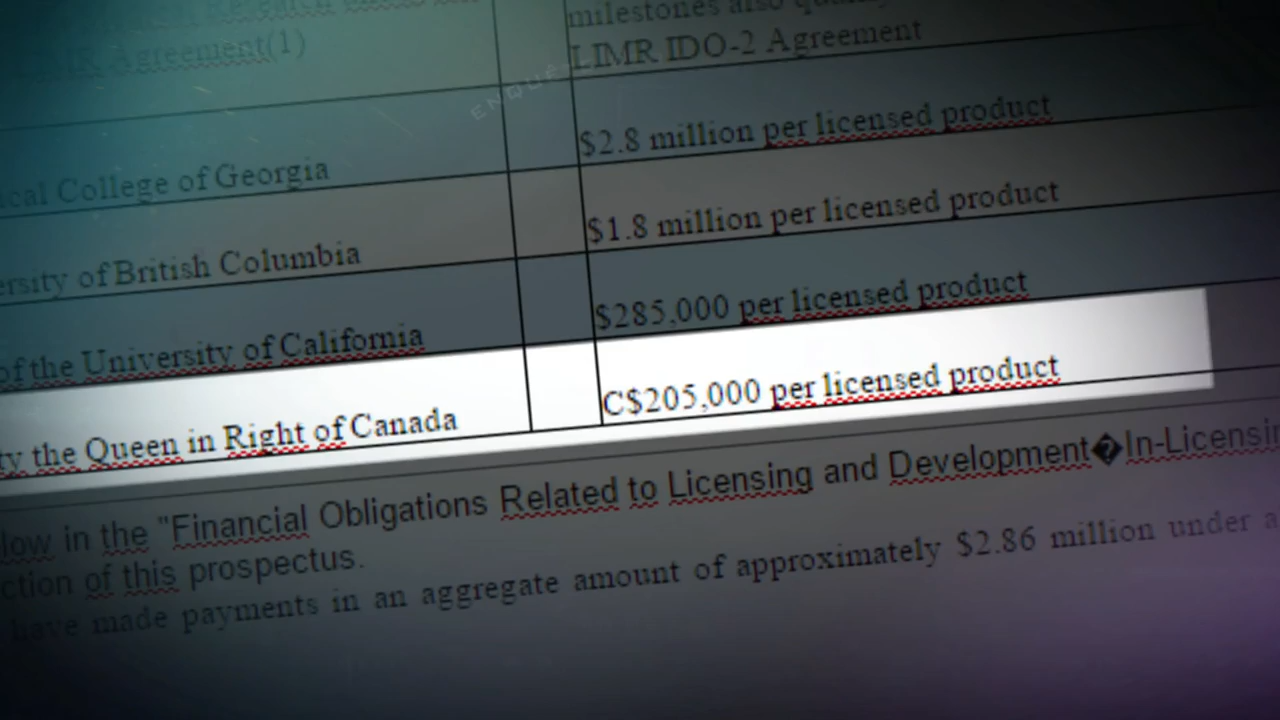 Agreement(1)
milestones also
LIMR IDO-2 Agreement
ENQUÊ
ical College of Georgia
$2.8 million per licensed product
ersity of British Columbia
$1.8 million per licensed product
of the University of California
$285,000 per licensed product
ty the Queen in Right of Canada
C$205,000 per licensed product
low in the "Financial Obligations Related to Licensing and Development�In-Licensin
ction of this prospectus.
have made payments in an aggregate amount of approximately $2.86 million under a